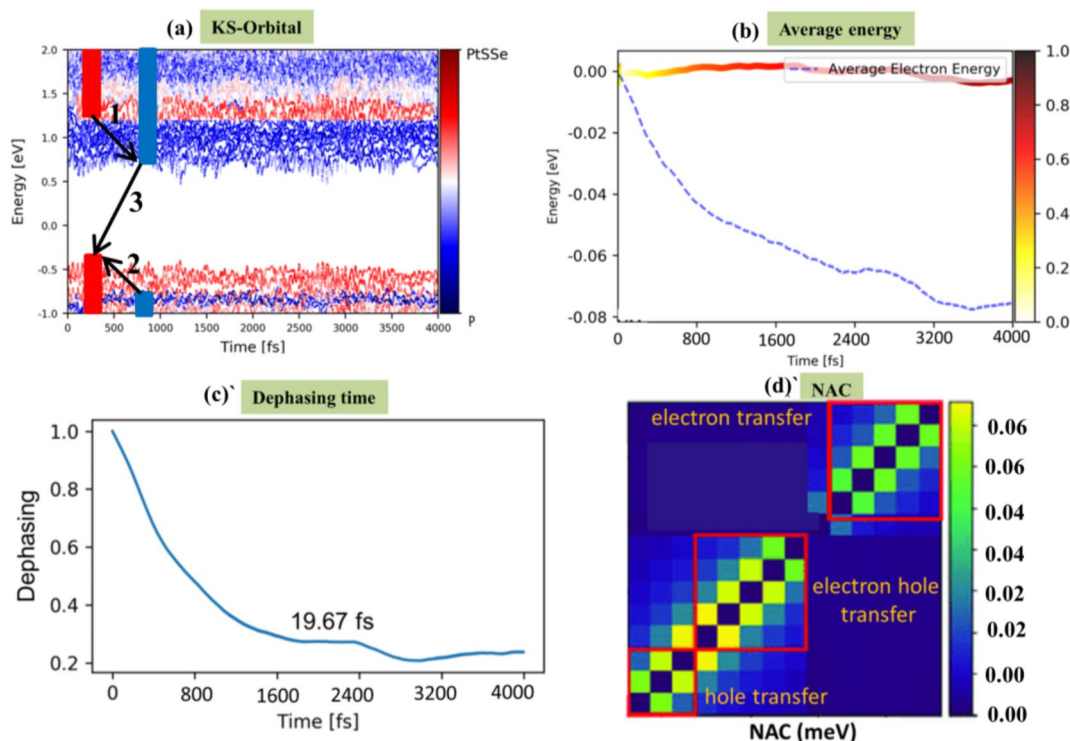 (a) KS-Orbital
2.0
1.5
1.0
0.5
0.0
-0.5
-1.0
Energy [eV]
1
3
2
0 500 1000 1500 2000 2500 3000 3500 4000
Time [fs]
PtSSe
P
(b) Average energy
0.00
-0.02
-0.04
-0.06
-0.08
Energy [eV]
Average Electron Energy
0 800 1600 2400 3200 4000
Time [fs]
1.0
0.8
0.6
0.4
0.2
0.0
(c)` Dephasing time
1.0
0.8
0.6
0.4
0.2
Dephasing
19.67 fs
0 800 1600 2400 3200 4000
Time [fs]
(d)` NAC
electron transfer
electron hole
transfer
hole transfer
0.06
0.06
0.04
0.04
0.02
0.02
0.00
0.00
NAC (meV)